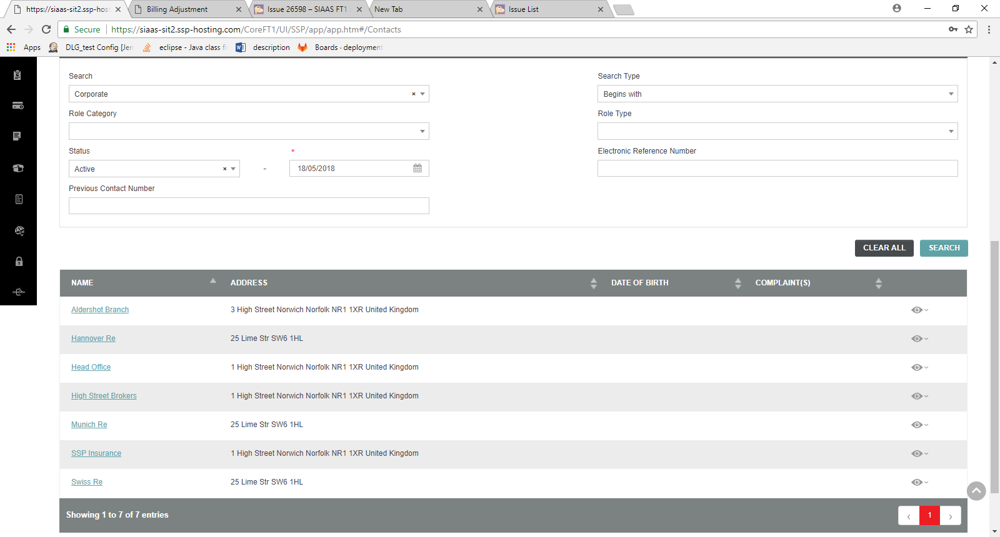 https://siaas-sit2.ssp-hosti
Billing Adjustment
Issue 26598 – SIAAS FT1
New Tab
Issue List
Secure
https://siaas-sit2.ssp-hosting.com/CoreFT1/UI/SSP/app/app.htm#/Contacts
Apps
DLG_test Config [Jen
eclipse - Java class fi
description
Boards · deployment
Search
Search Type
Corporate
×
Begins with
Role Category
Role Type
Status
*
Electronic Reference Number
Active
×
-
18/05/2018
Previous Contact Number
CLEAR ALL
SEARCH
NAME ADDRESS DATE OF BIRTH COMPLAINT(S)
Aldershot Branch 3 High Street Norwich Norfolk NR1 1XR United Kingdom
Hannover Re 25 Lime Str SW6 1HL
Head Office 1 High Street Norwich Norfolk NR1 1XR United Kingdom
High Street Brokers 1 High Street Norwich Norfolk NR1 1XR United Kingdom
Munich Re 25 Lime Str SW6 1HL
SSP Insurance 1 High Street Norwich Norfolk NR1 1XR United Kingdom
Swiss Re 25 Lime Str SW6 1HL
Showing 1 to 7 of 7 entries
‹ 1 ›